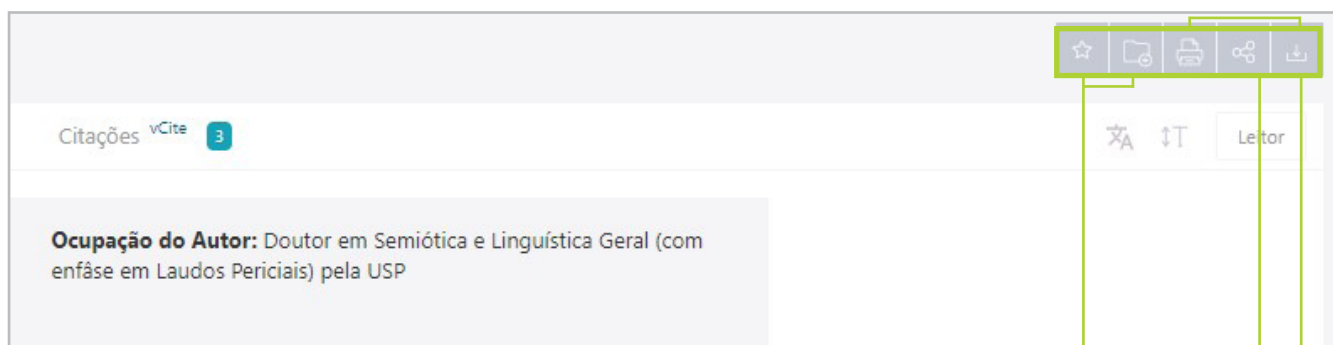 Citações vCite 3
Leitor
Ocupação do Autor: Doutor em Semiótica e Linguística Geral (com
enfâse em Laudos Periciais) pela USP